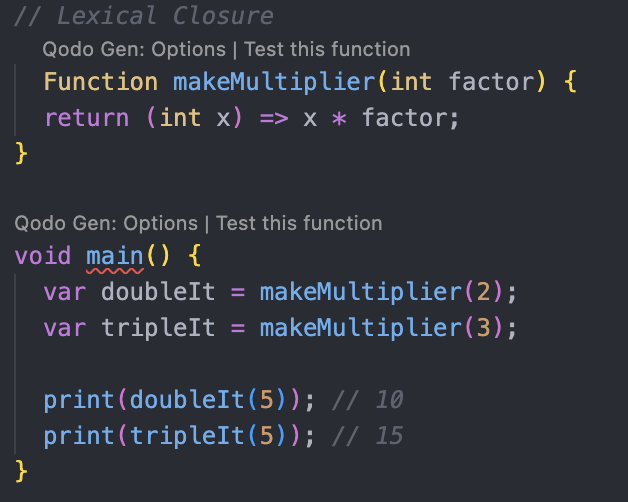 // Lexical Closure
Qodo Gen: Options | Test this function
Function makeMultiplier(int factor) {
return (int x) => x * factor;
}
Qodo Gen: Options | Test this function
void main() {
var doubleIt = makeMultiplier(2);
var tripleIt = makeMultiplier(3);
print(doubleIt(5)); // 10
print(tripleIt(5)); // 15
}